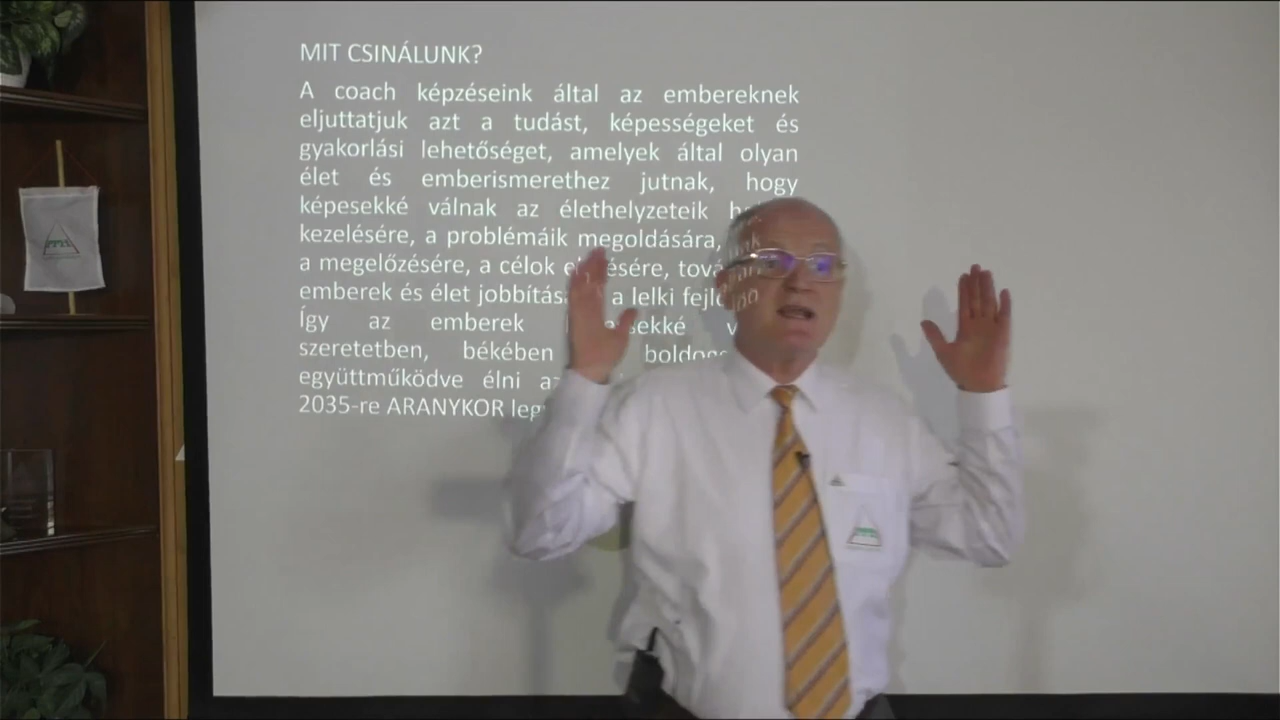 MIT CSINÁLUNK?
A coach képzéseink által az embereknek
eljuttatjuk azt a tudást, képességeket és
gyakorlási lehetőséget, amelyek által olyan
élet és emberismerethez jutnak, hogy
képesekké válnak az élethelyzeteik
kezelésére, a problémáik megoldására,
a megelőzésére, a célok
emberek és élet a lelki
Így az emberek
szeretetben, békében
együttműködve élni
2035-re ARANYKOR